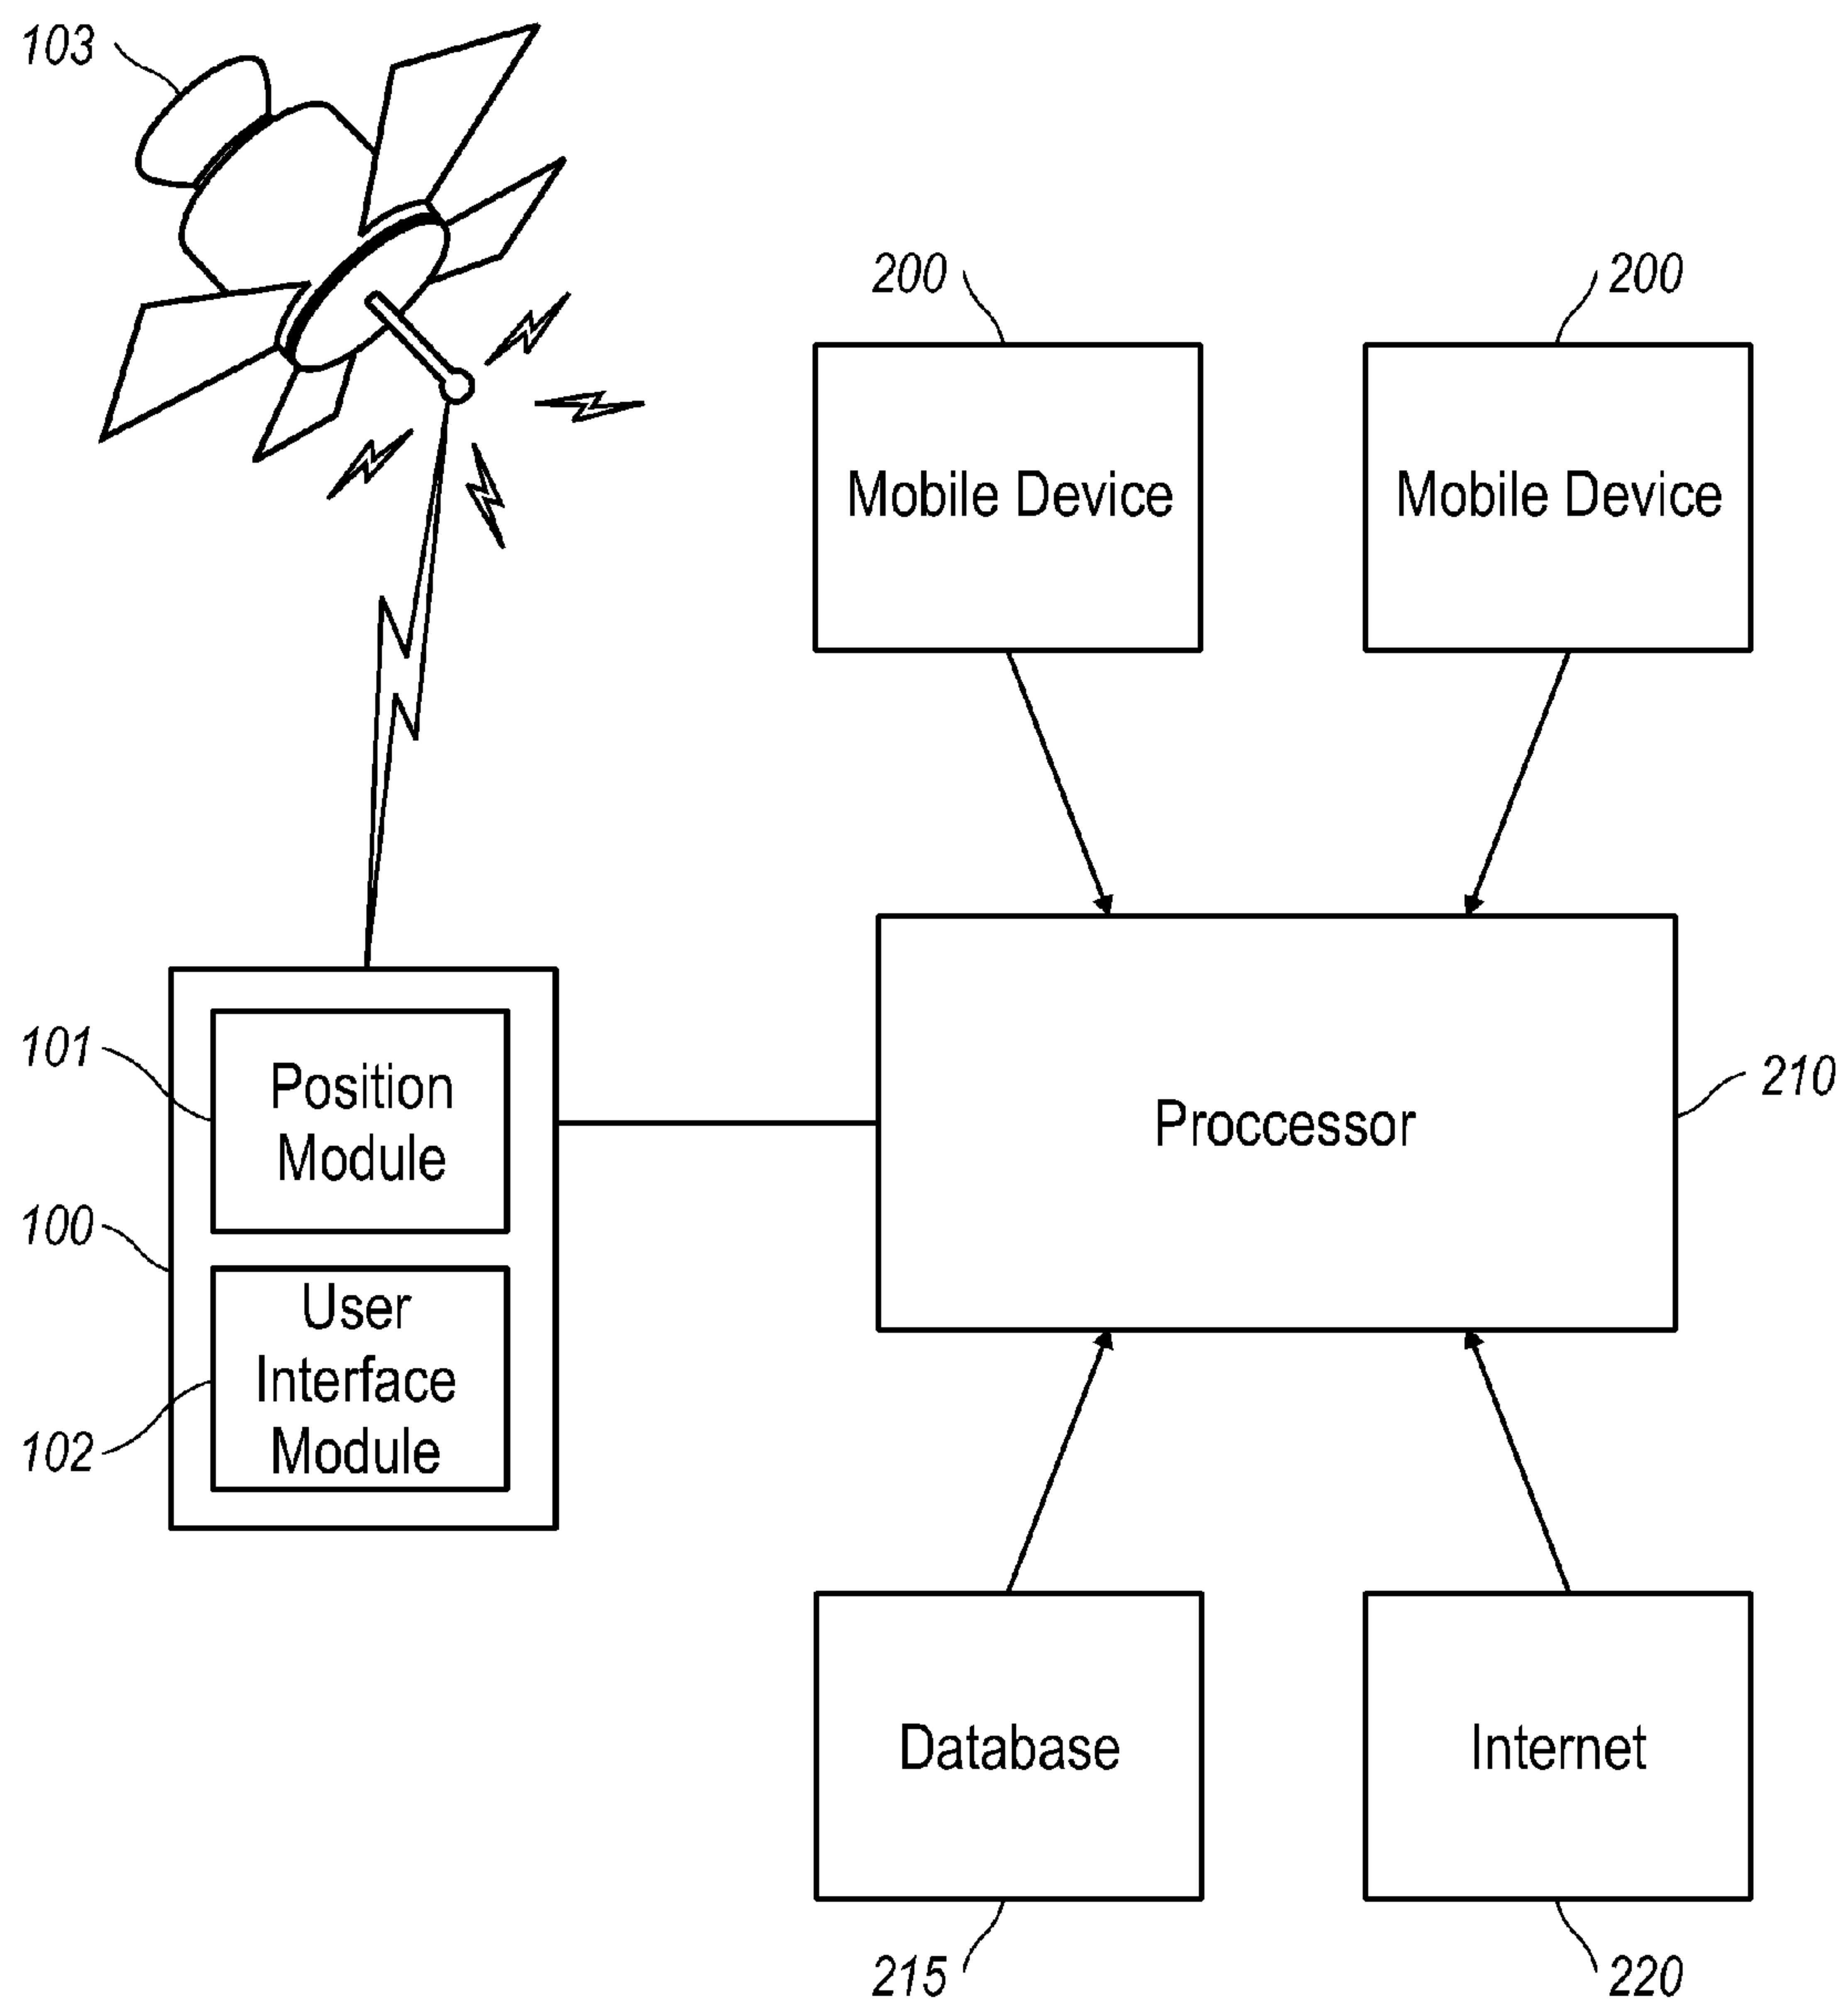 103
200
200
Mobile Device
Mobile Device
101
Position
Module
210
Proccessor
100
User
Interface
Module
102
Database
Internet
215
220